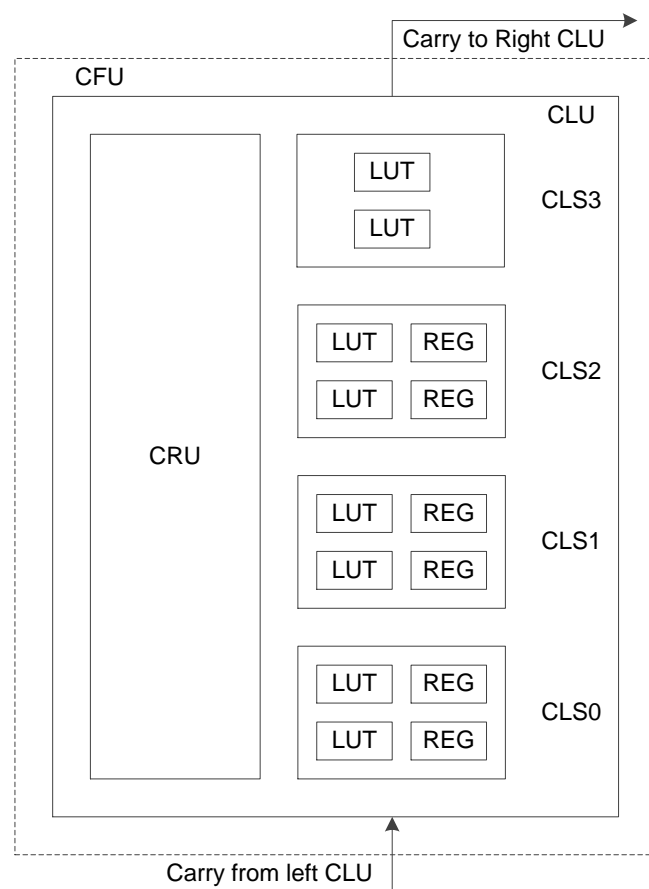 Carry to Right CLU
CFU
CLU
LUT
CLS3
LUT
LUT REG
CLS2
LUT REG
CRU
LUT REG
CLS1
LUT REG
LUT REG
CLS0
LUT REG
Carry from left CLU